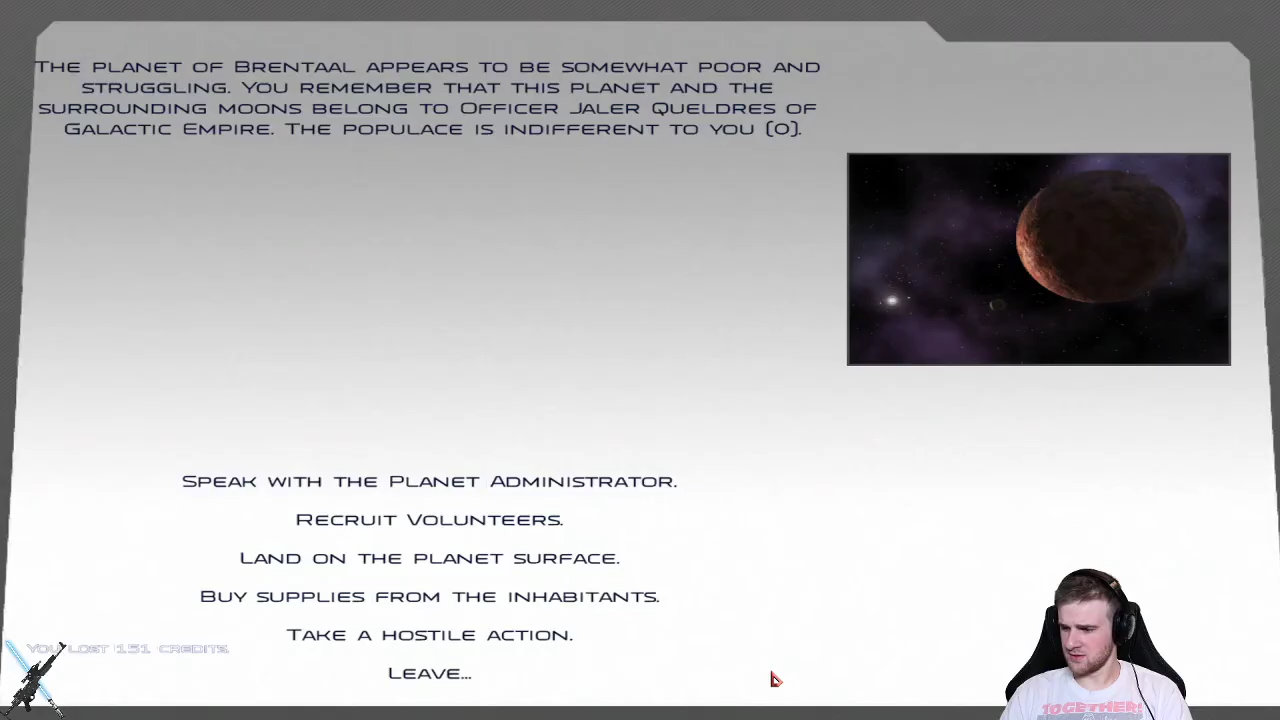 The planet of Brentaal appears to be somewhat poor and
struggling. You remember that this planet and the
surrounding moons belong to Officer Jaler Queldres of
Galactic Empire. The populace is indifferent to you (0).
Speak with the Planet Administrator.
Recruit Volunteers.
Land on the planet surface.
Buy supplies from the inhabitants.
Take a hostile action.
You lost 151 credits.
Leave...
TOGETHER!